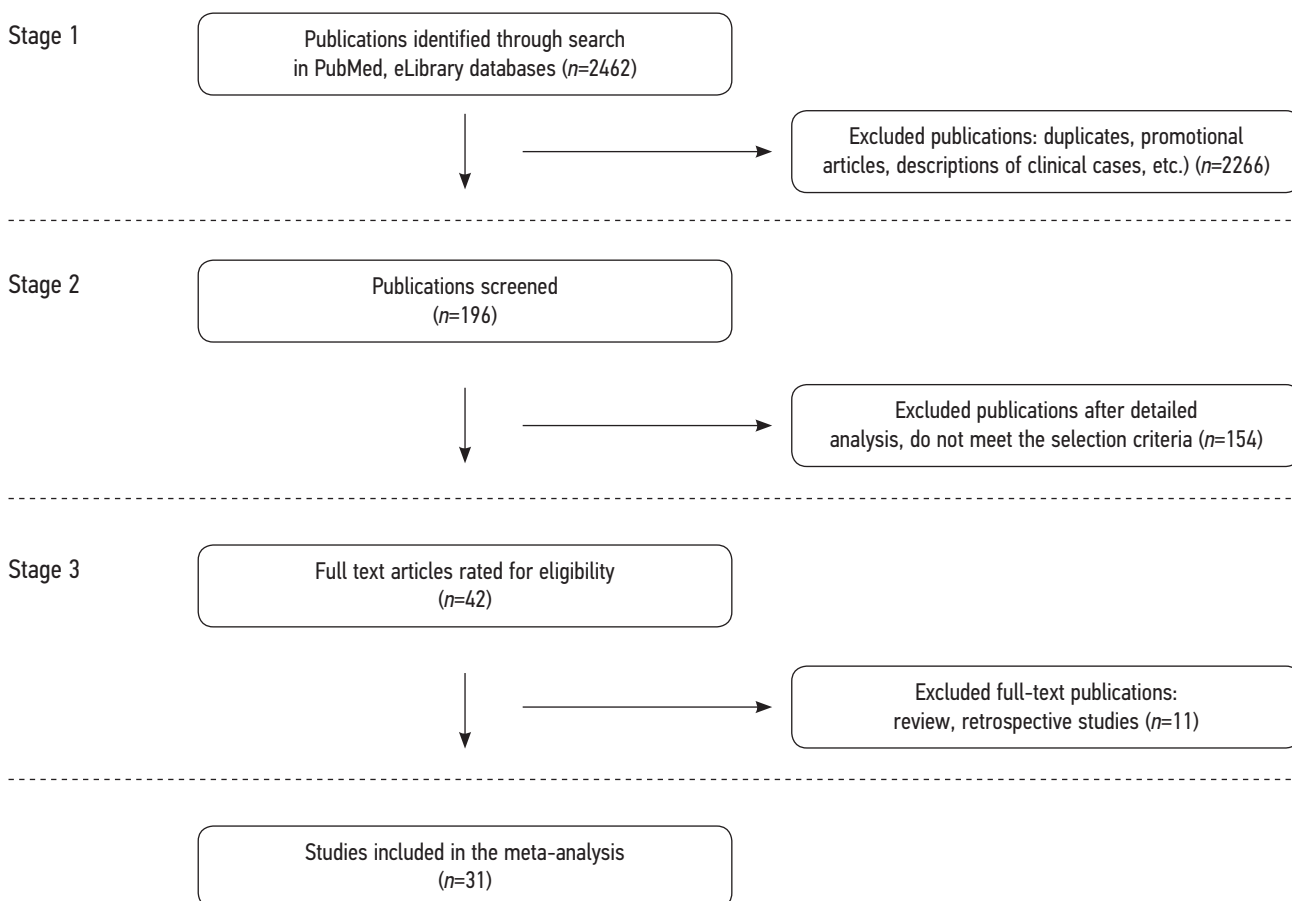 Stage 1
Publications identified through search
in PubMed, eLibrary databases (n=2462)
Excluded publications: duplicates, promotional
articles, descriptions of clinical cases, etc.) (n=2266)
Stage 2
Publications screened
(n=196)
Excluded publications after detailed
analysis, do not meet the selection criteria (n=154)
Stage 3
Full text articles rated for eligibility
(n=42)
Excluded full-text publications:
review, retrospective studies (n=11)
Studies included in the meta-analysis
(n=31)